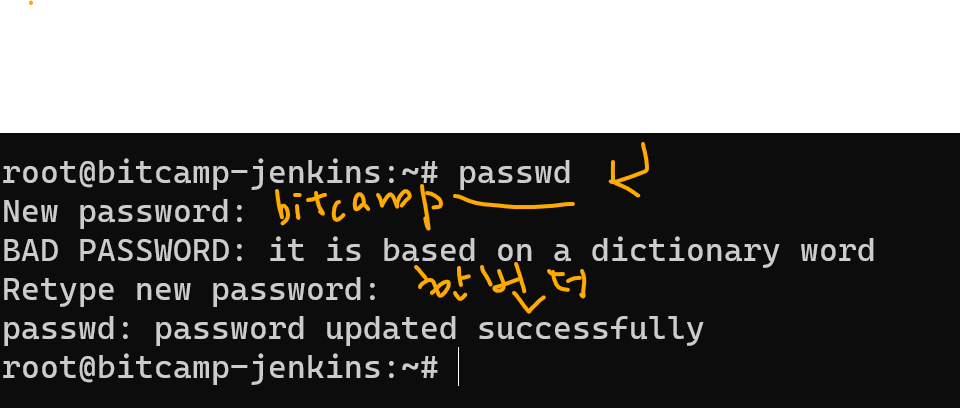 root@bitcamp-jenkins:~# passwd
New password: bitcamp
BAD PASSWORD: it is based on a dictionary word
Retype new password: 한번 더
passwd: password updated successfully
root@bitcamp-jenkins:~#